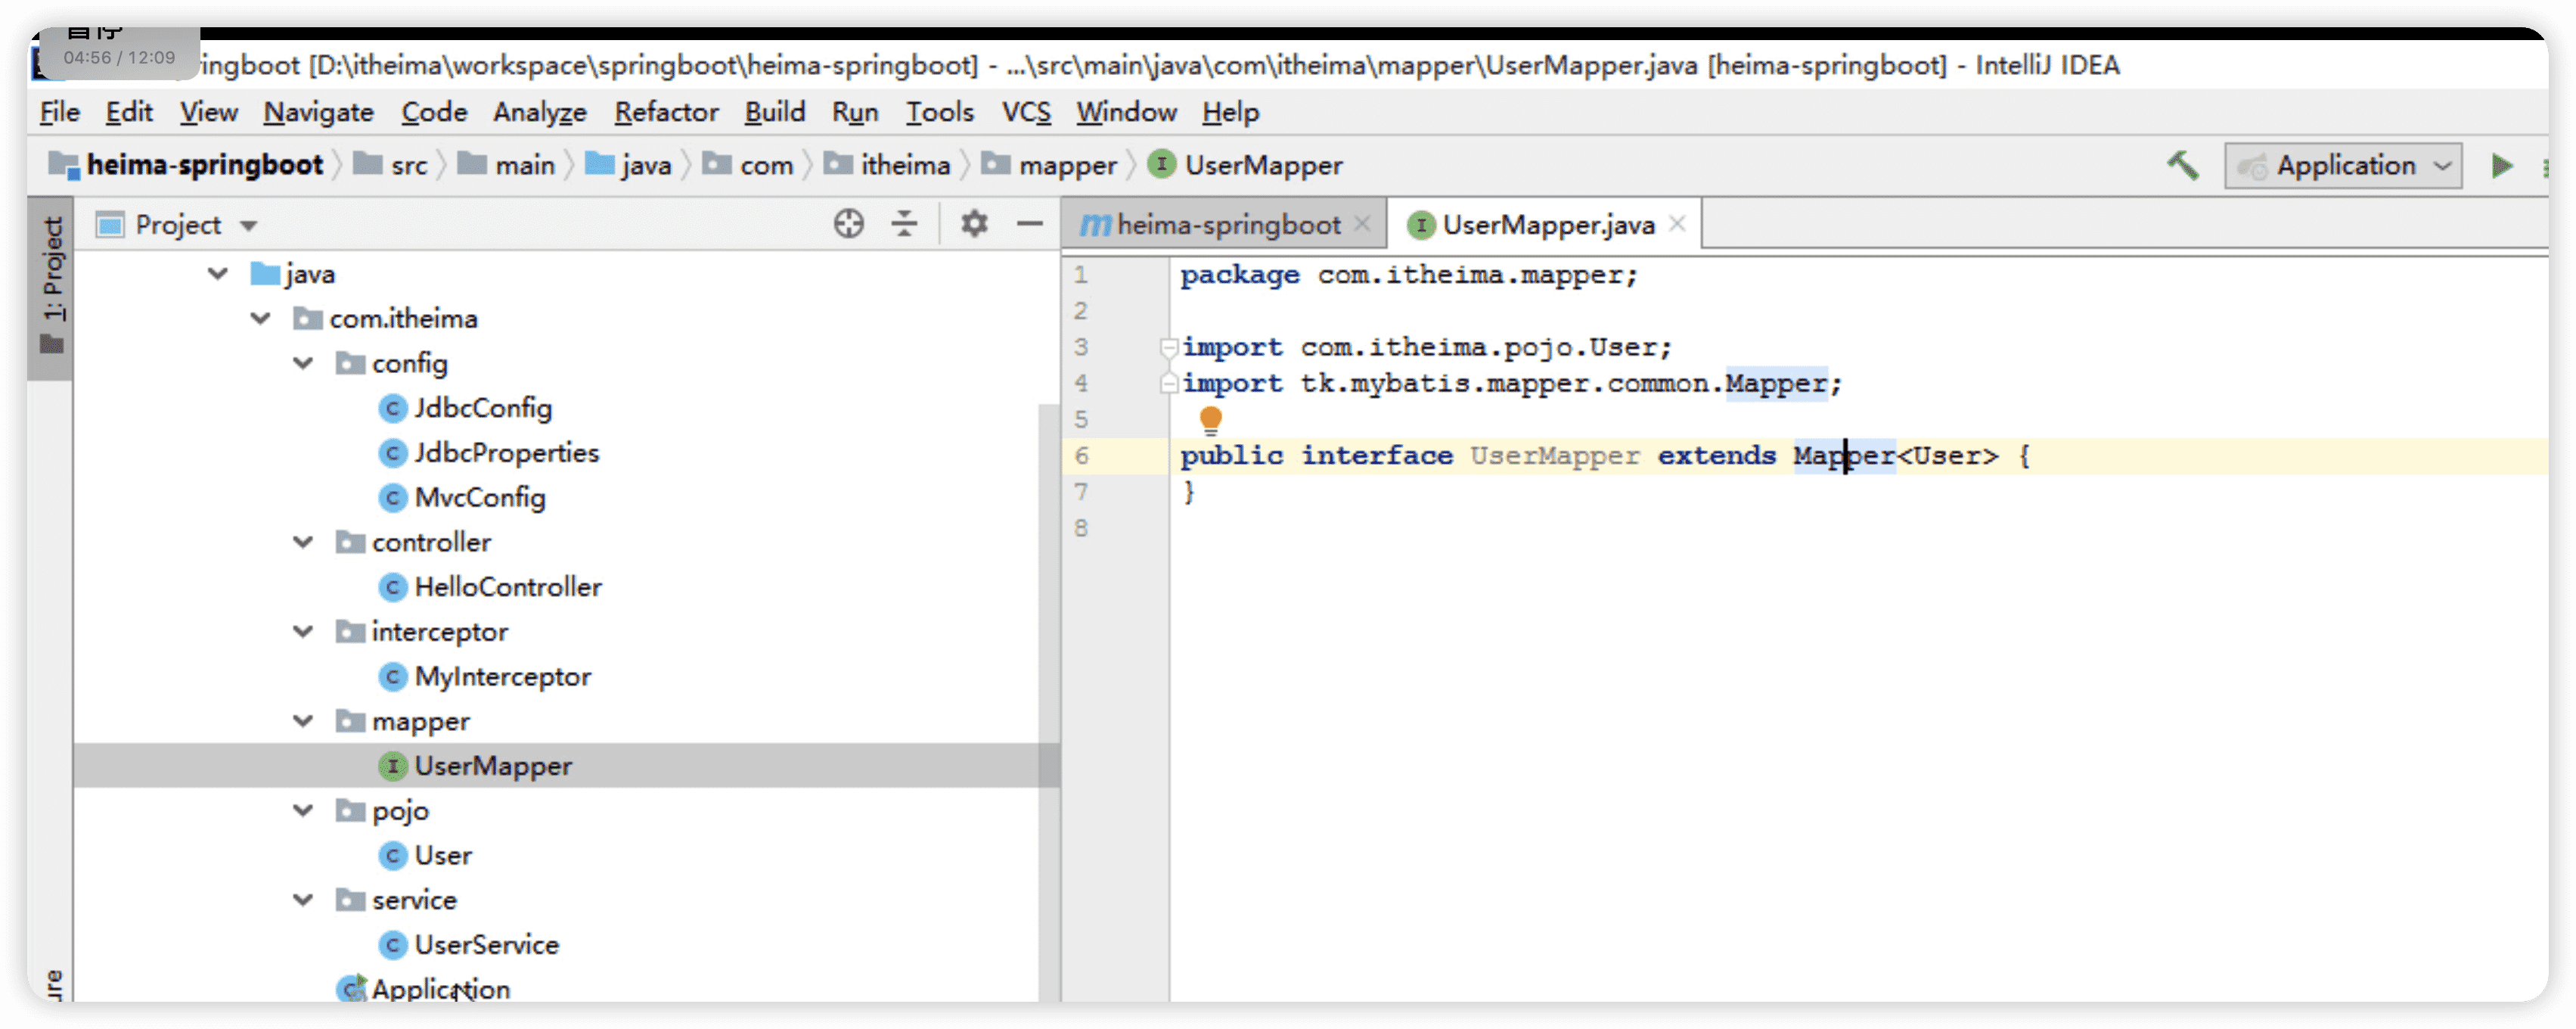 暂停
04:56 / 12:09
ringboot [D:\itheima\workspace\springboot\heima-springboot] - ...\src\main\java\com\itheima\mapper\UserMapper.java [heima-springboot] - IntelliJ IDEA
File Edit View Navigate Code Analyze Refactor Build Run Tools VCS Window Help
heima-springboot src main java com itheima mapper I UserMapper Application
1: Project
Project
m heima-springboot I UserMapper.java
java
com.itheima
config
C JdbcConfig
C JdbcProperties
C MvcConfig
controller
C HelloController
interceptor
C MyInterceptor
mapper
I UserMapper
pojo
C User
service
C UserService
C Application
ure
1 package com.itheima.mapper;
2
3 import com.itheima.pojo.User;
4 import tk.mybatis.mapper.common.Mapper;
5
6 public interface UserMapper extends Mapper<User> {
7 }
8